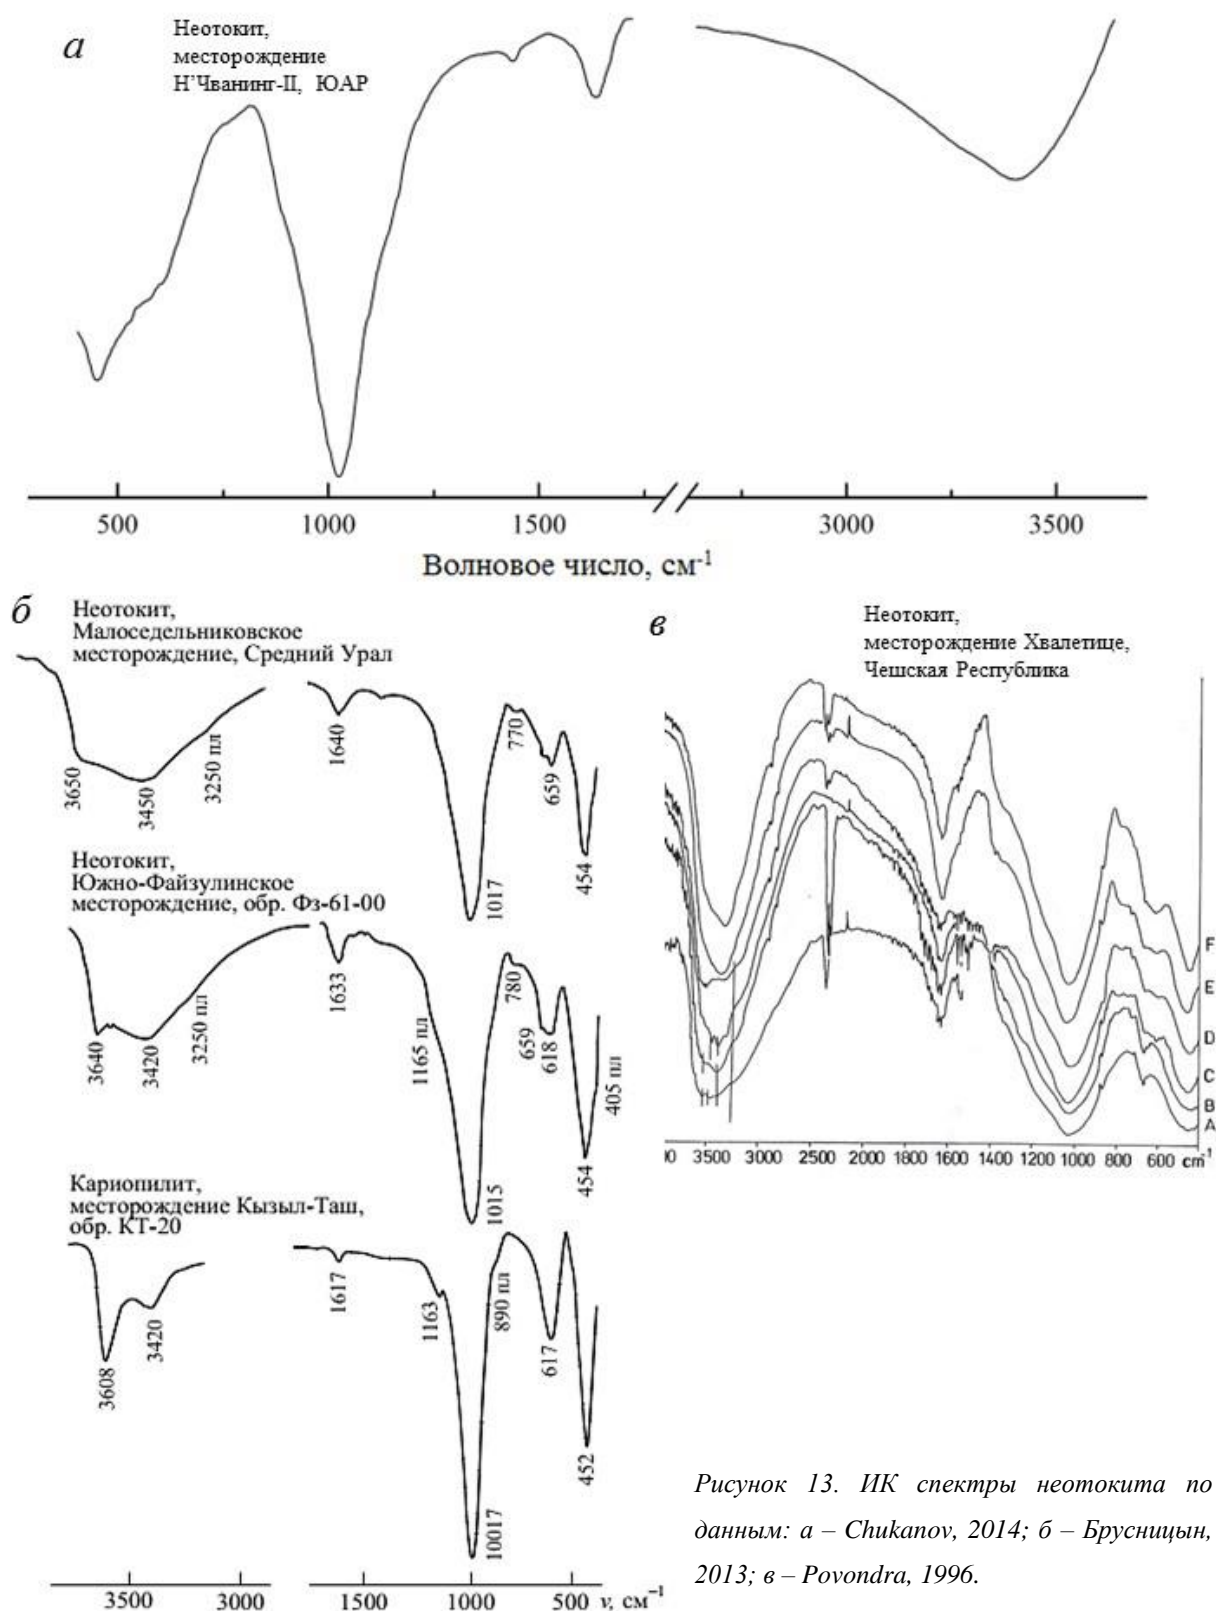 а
Неотокит,
месторождение
Н'Чванинг-II, ЮАР
500 1000 1500 3000 3500
Волновое число, см-1
б
Неотокит,
Малоседельниковское
месторождение, Средний Урал
3650 3450 3250 пл 1640 1017 770 659 454
Неотокит,
Южно-Файзулинское
месторождение, обр. Фз-61-00
3640 3420 3250 пл 1633 1165 пл 1015 780 659 618 454 405 пл
Кариопилит,
месторождение Кызыл-Таш,
обр. КТ-20
3608 3420 1617 1163 10017 890 пл 617 452
3500 3000 1500 1000 500 ν, см–1
в
Неотокит,
месторождение Хвалетице,
Чешская Республика
F
E
D
C
B
A
0 3500 3000 2400 2000 1800 1600 1400 1200 1000 800 600 cm-1
Рисунок 13. ИК спектры неотокита по
данным: а – Chukanov, 2014; б – Брусницын,
2013; в – Povondra, 1996.